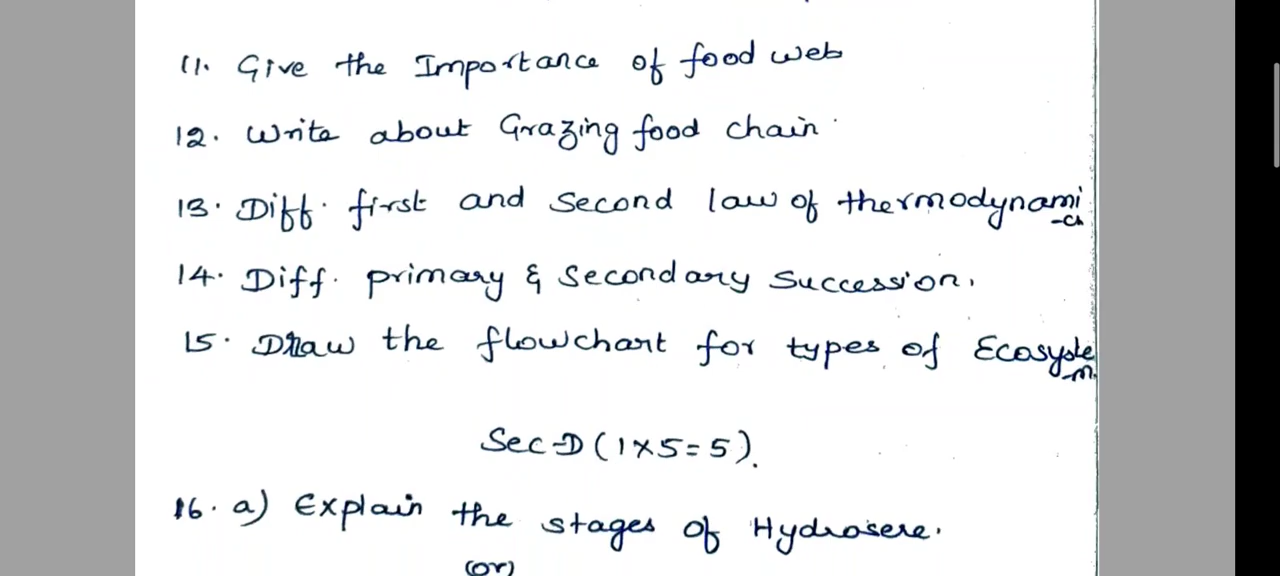 11. Give the Importance of food web
12. Write about Grazing food chain.
13. Diff. first and second law of thermodynami
-cs
14. Diff. primary & Secondary Succession.
15. Draw the flowchart for types of Ecosyste
-m.
Sec-D (1x5=5).
16. a) Explain the stages of Hydrosere.
(or)